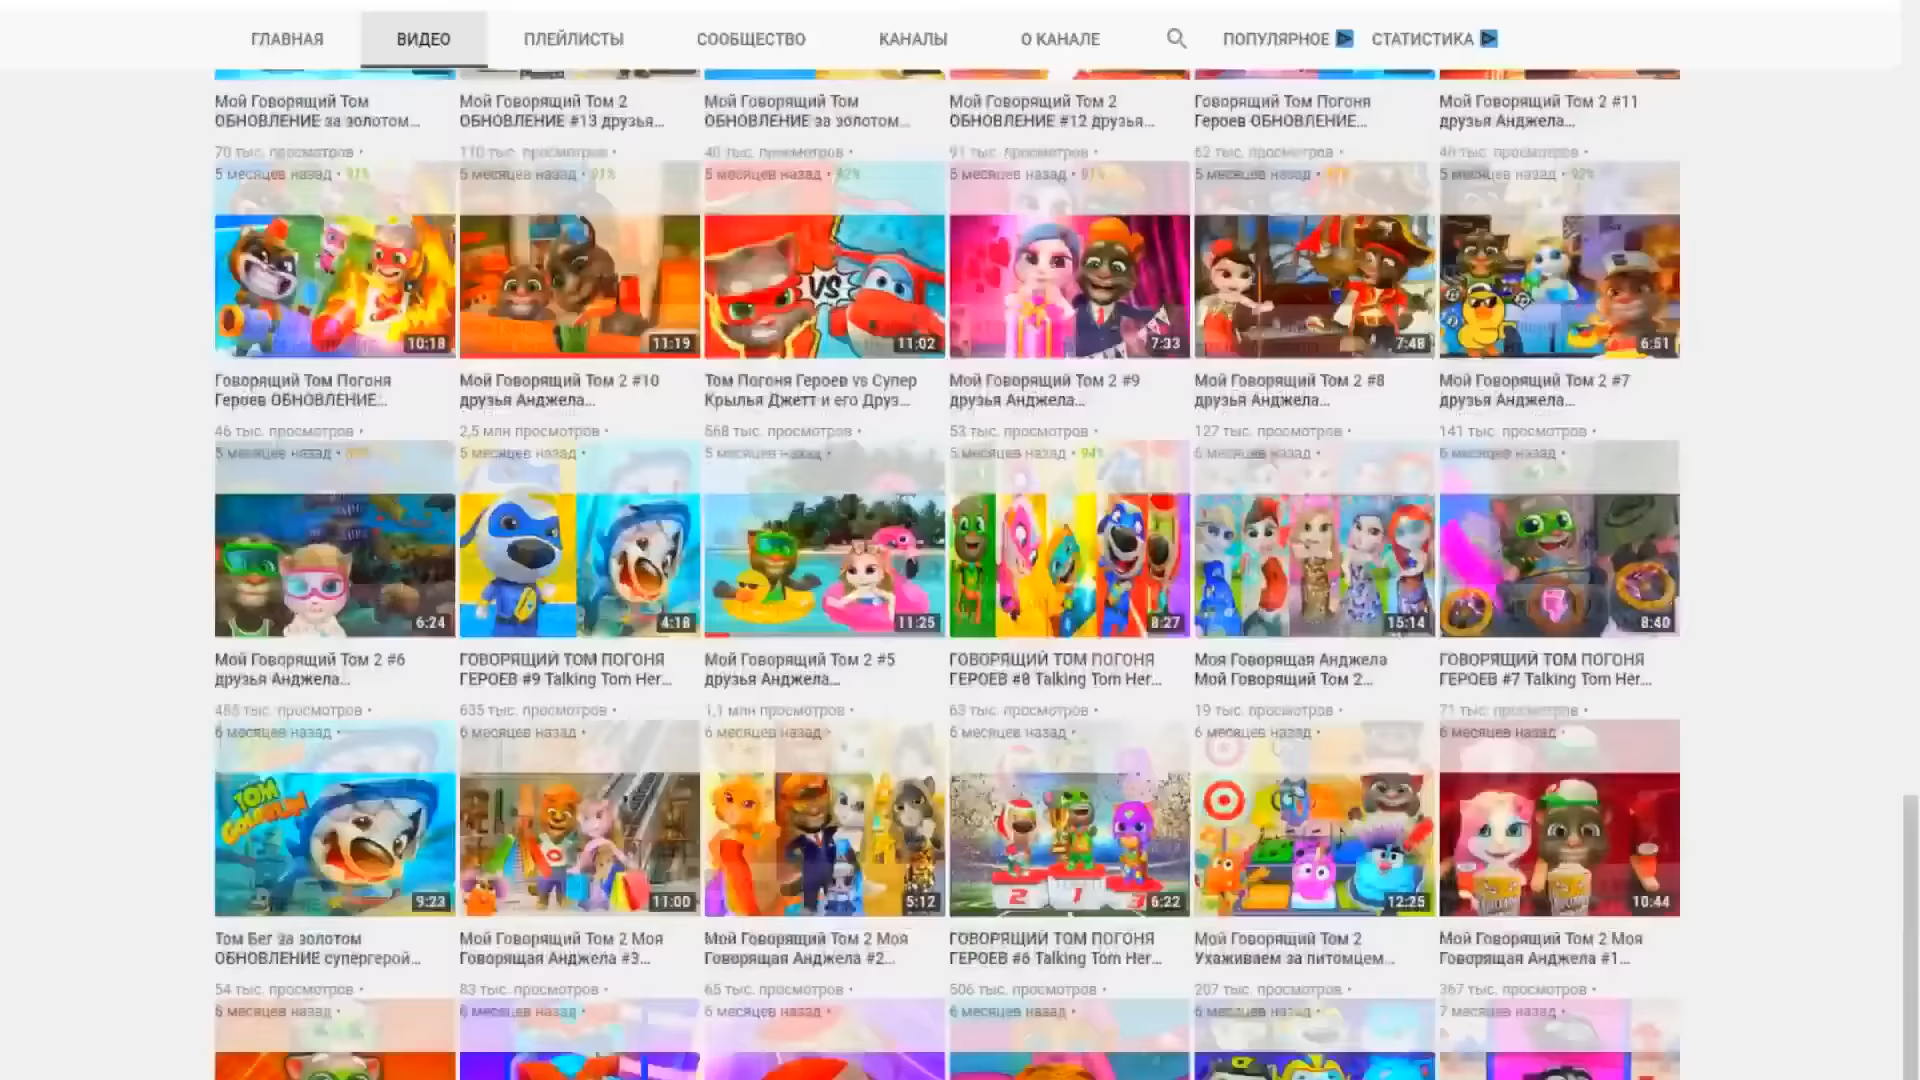 ГЛАВНАЯ ВИДЕО ПЛЕЙЛИСТЫ СООБЩЕСТВО КАНАЛЫ О КАНАЛЕ ПОПУЛЯРНОЕ СТАТИСТИКА
Мой Говорящий Том Мой Говорящий Том 2 Мой Говорящий Том Мой Говорящий Том 2 Говорящий Том Погоня Мой Говорящий Том 2 #11
ОБНОВЛЕНИЕ за золотом... ОБНОВЛЕНИЕ #13 друзья... ОБНОВЛЕНИЕ за золотом... ОБНОВЛЕНИЕ #12 друзья... Героев ОБНОВЛЕНИЕ... друзья Анджела...
70 тыс. просмотров • 110 тыс. просмотров • 40 тыс. просмотров • 91 тыс. просмотров • 62 тыс. просмотров • тыс. просмотров •
5 месяцев назад • 91% 5 месяцев назад • 91% 5 месяцев назад • 92% 5 месяцев назад • 91% 5 месяцев назад • 5 месяцев назад • 92%
VS
10:18 11:19 11:02 7:33 7:48 6:51
Говорящий Том Погоня Мой Говорящий Том 2 #10 Том Погоня Героев vs Супер Мой Говорящий Том 2 #9 Мой Говорящий Том 2 #8 Мой Говорящий Том 2 #7
Героев ОБНОВЛЕНИЕ... друзья Анджела... Крылья Джетт и его Друз... друзья Анджела... друзья Анджела... друзья Анджела...
46 тыс. просмотров • 2,5 млн просмотров • 568 тыс. просмотров • 53 тыс. просмотров • 127 тыс. просмотров • 141 тыс. просмотров •
5 месяцев назад • 5 месяцев назад • 5 месяцев назад • 5 месяцев назад • 94% 6 месяцев назад • 6 месяцев назад •
6:24 4:18 11:25 8:27 15:14 8:40
Мой Говорящий Том 2 #6 ГОВОРЯЩИЙ ТОМ ПОГОНЯ Мой Говорящий Том 2 #5 ГОВОРЯЩИЙ ТОМ ПОГОНЯ Моя Говорящая Анджела ГОВОРЯЩИЙ ТОМ ПОГОНЯ
друзья Анджела... ГЕРОЕВ #9 Talking Tom Her... друзья Анджела... ГЕРОЕВ #8 Talking Tom Her... Мой Говорящий Том 2... ГЕРОЕВ #7 Talking Tom Her...
485 тыс. просмотров • 635 тыс. просмотров • 1,1 млн просмотров • 63 тыс. просмотров • 19 тыс. просмотров • 71 тыс. просмотров •
6 месяцев назад • 6 месяцев назад • 6 месяцев назад • 6 месяцев назад • 6 месяцев назад • 6 месяцев назад •
TOM
GOLD RUN
2 1 3
9:23 11:00 5:12 6:22 12:25 10:44
Том Бег за золотом Мой Говорящий Том 2 Моя Мой Говорящий Том 2 Моя ГОВОРЯЩИЙ ТОМ ПОГОНЯ Мой Говорящий Том 2 Мой Говорящий Том 2 Моя
ОБНОВЛЕНИЕ супергерой... Говорящая Анджела #3... Говорящая Анджела #2... ГЕРОЕВ #6 Talking Tom Her... Ухаживаем за питомцем... Говорящая Анджела #1...
54 тыс. просмотров • 83 тыс. просмотров • 65 тыс. просмотров • 506 тыс. просмотров • 207 тыс. просмотров • 367 тыс. просмотров •
6 месяцев назад • 6 месяцев назад • 6 месяцев назад • 6 месяцев назад • 6 месяцев назад • 7 месяцев назад •